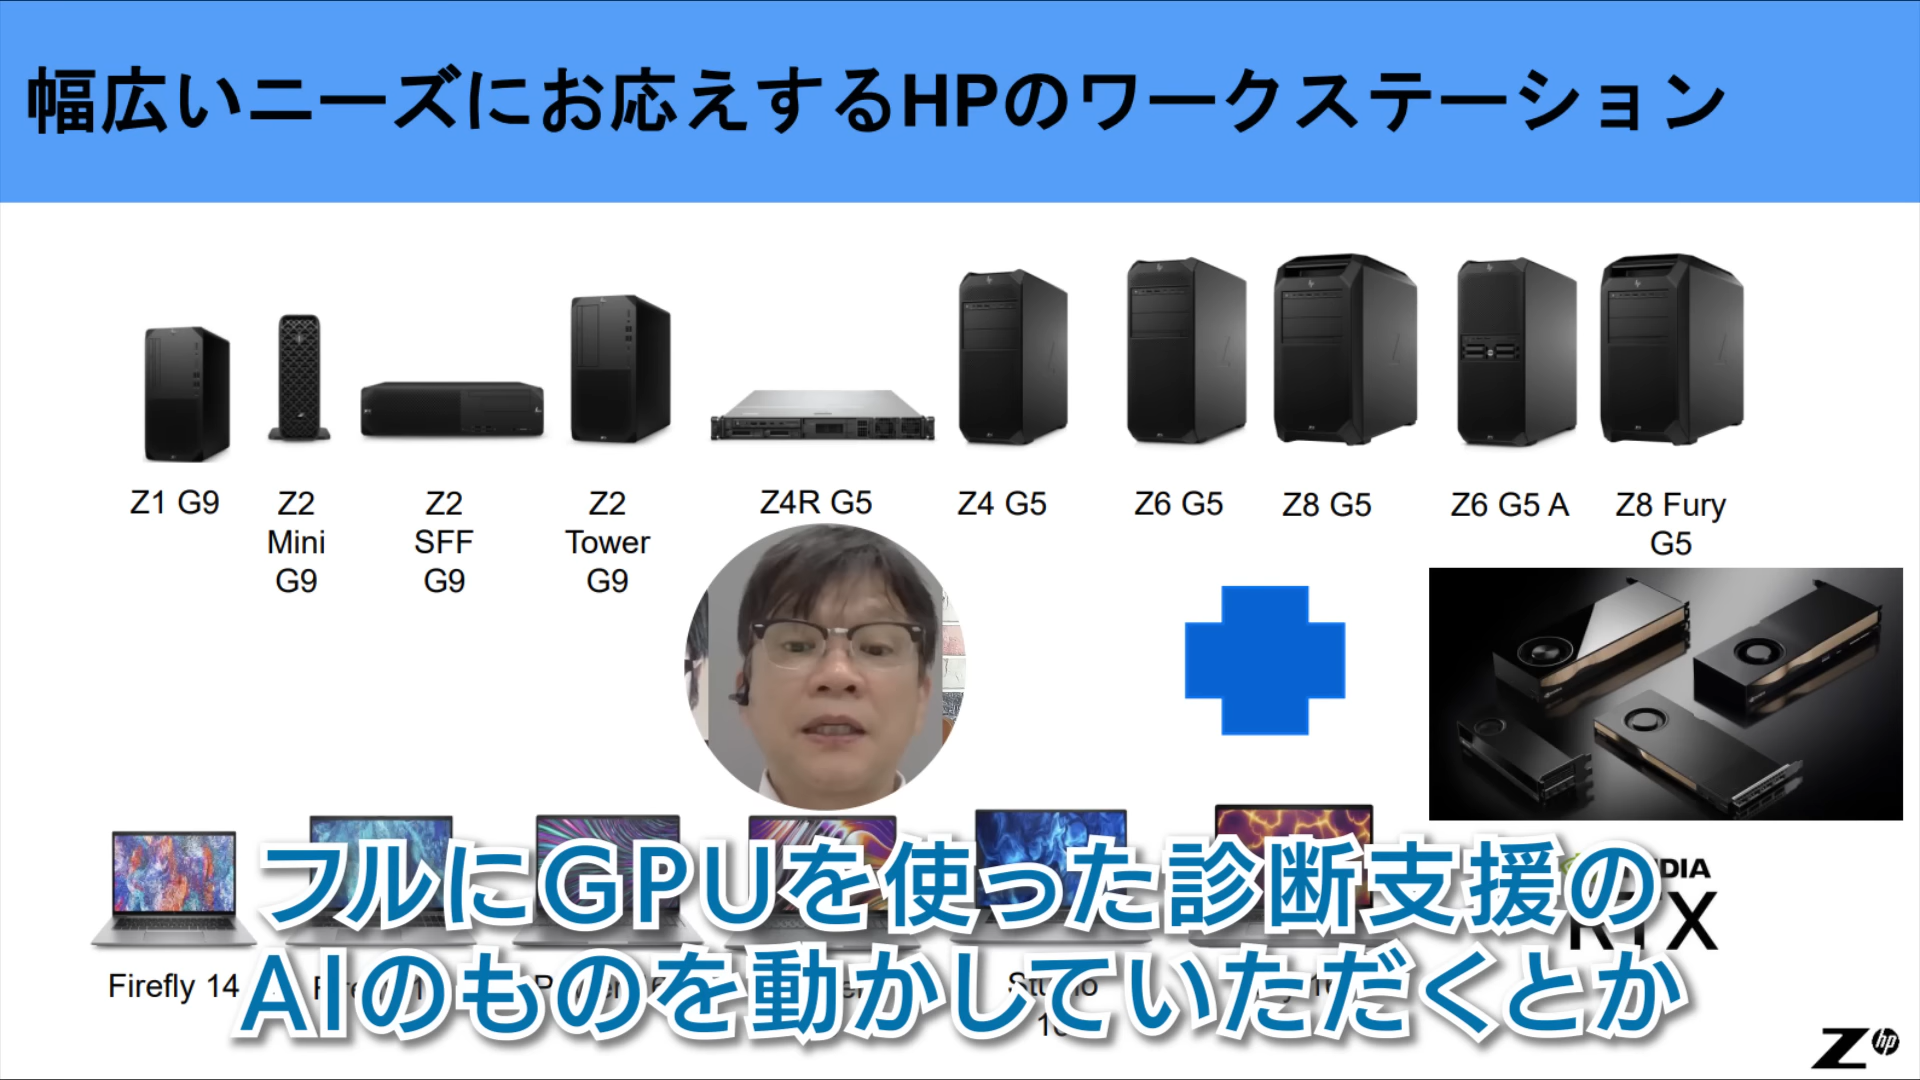 幅広いニーズにお応えするHPのワークステーション
Z1 G9
Z2
Mini
G9
Z2
SFF
G9
Z2
Tower
G9
Z4R G5
Z4 G5
Z6 G5
Z8 G5
Z6 G5 A
Z8 Fury
G5
フルにGPUを使った診断支援の
AIのものを動かしていただくとか
Firefly 14
RTX
hp